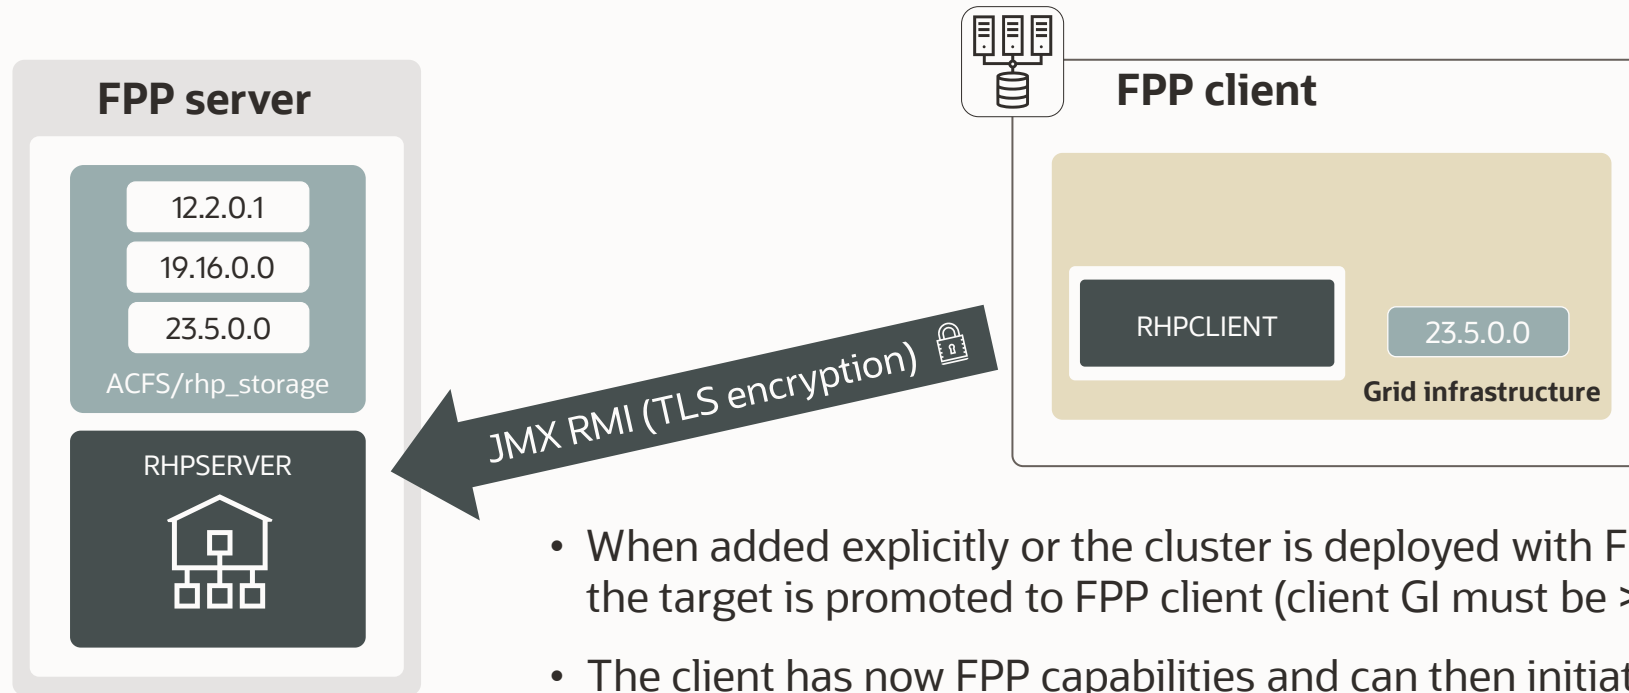 FPP server
12.2.0.1
19.16.0.0
23.5.0.0
ACFS/rhp_storage
RHPSERVER
JMX RMI (TLS encryption)
FPP client
RHPCLIENT
23.5.0.0
Grid infrastructure
• When added explicitly or the cluster is deployed with F
the target is promoted to FPP client (client GI must be >
• The client has now FPP capabilities and can then initiat